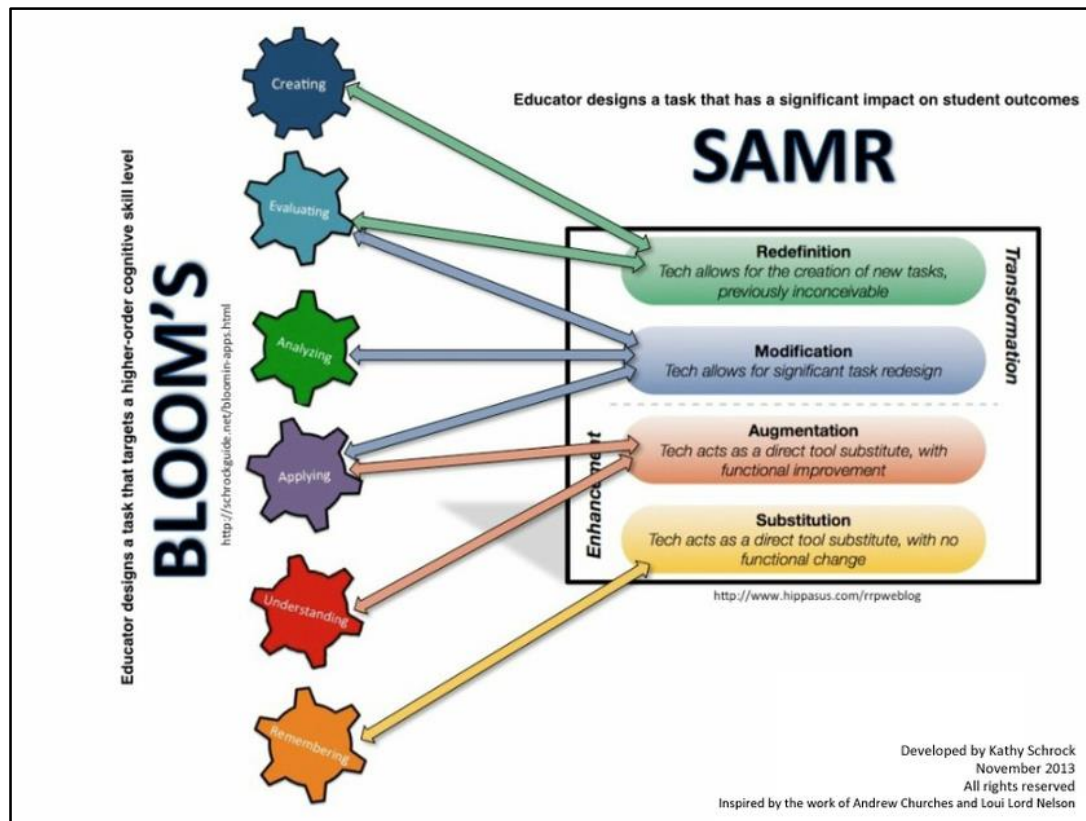 Educator designs a task that targets a higher-order cognitive skill level
BLOOM'S
http://schrockguide.net/bloomin-apps.html
Creating
Evaluating
Analyzing
Applying
Understanding
Remembering
Educator designs a task that has a significant impact on student outcomes
SAMR
Transformation
Redefinition
Tech allows for the creation of new tasks,
previously inconceivable
Modification
Tech allows for significant task redesign
Enhancement
Augmentation
Tech acts as a direct tool substitute, with
functional improvement
Substitution
Tech acts as a direct tool substitute, with no
functional change
http://www.hippasus.com/rrpweblog
Developed by Kathy Schrock
November 2013
All rights reserved
Inspired by the work of Andrew Churches and Loui Lord Nelson